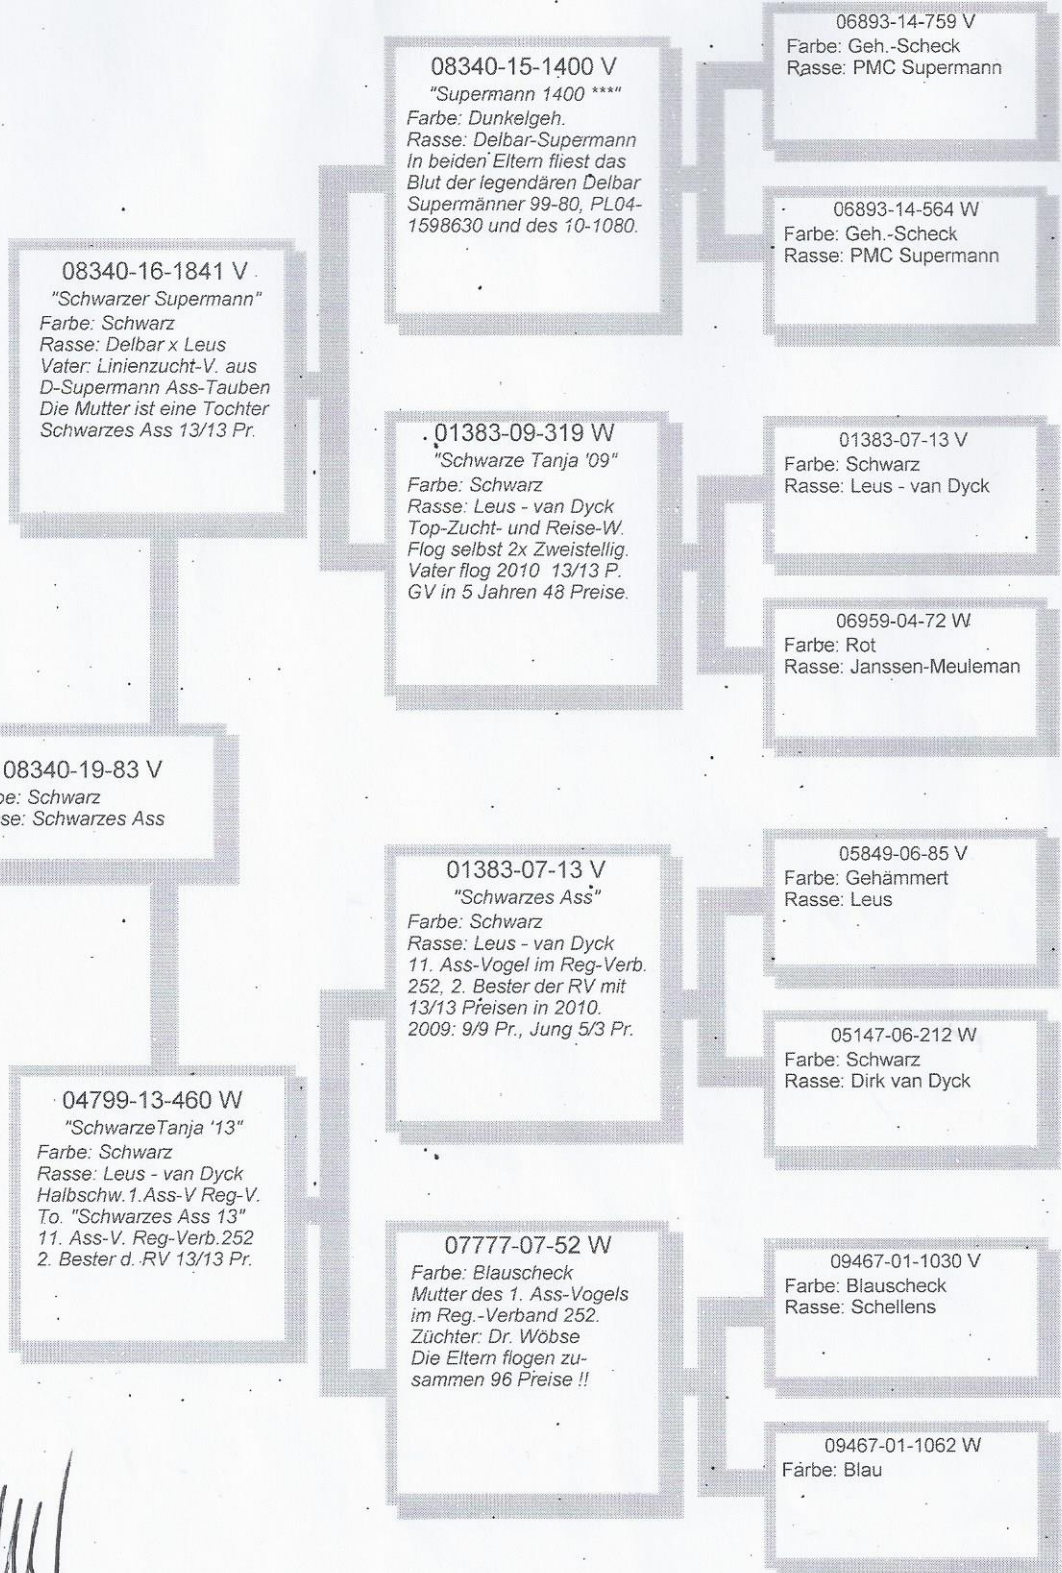 08340-15-1400 V
"Supermann 1400 ***"
Farbe: Dunkelgeh.
Rasse: Delbar-Supermann
In beiden Eltern fliest das
Blut der legendären Delbar
Supermänner 99-80, PL04-
1598630 und des 10-1080.
06893-14-759 V
Farbe: Geh.-Scheck
Rasse: PMC Supermann
06893-14-564 W
Farbe: Geh.-Scheck
Rasse: PMC Supermann
08340-16-1841 V
"Schwarzer Supermann"
Farbe: Schwarz
Rasse: Delbar x Leus
Vater: Linienzucht-V. aus
D-Supermann Ass-Tauben
Die Mutter ist eine Tochter
Schwarzes Ass 13/13 Pr.
01383-09-319 W
"Schwarze Tanja '09"
Farbe: Schwarz
Rasse: Leus - van Dyck
Top-Zucht- und Reise-W.
Flog selbst 2x Zweistellig.
Vater flog 2010 13/13 P.
GV in 5 Jahren 48 Preise.
01383-07-13 V
Farbe: Schwarz
Rasse: Leus - van Dyck
06959-04-72 W
Farbe: Rot
Rasse: Janssen-Meuleman
08340-19-83 V
be: Schwarz
se: Schwarzes Ass
01383-07-13 V
"Schwarzes Ass"
Farbe: Schwarz
Rasse: Leus - van Dyck
11. Ass-Vogel im Reg-Verb.
252, 2. Bester der RV mit
13/13 Preisen in 2010.
2009: 9/9 Pr., Jung 5/3 Pr.
05849-06-85 V
Farbe: Gehämmert
Rasse: Leus
05147-06-212 W
Farbe: Schwarz
Rasse: Dirk van Dyck
04799-13-460 W
"SchwarzeTanja '13"
Farbe: Schwarz
Rasse: Leus - van Dyck
Halbschw.1.Ass-V Reg-V.
To. "Schwarzes Ass 13"
11. Ass-V. Reg-Verb.252
2. Bester d. RV 13/13 Pr.
07777-07-52 W
Farbe: Blauscheck
Mutter des 1. Ass-Vogels
im Reg.-Verband 252.
Züchter: Dr. Wöbse
Die Eltern flogen zu-
sammen 96 Preise !!
09467-01-1030 V
Farbe: Blauscheck
Rasse: Schellens
09467-01-1062 W
Farbe: Blau